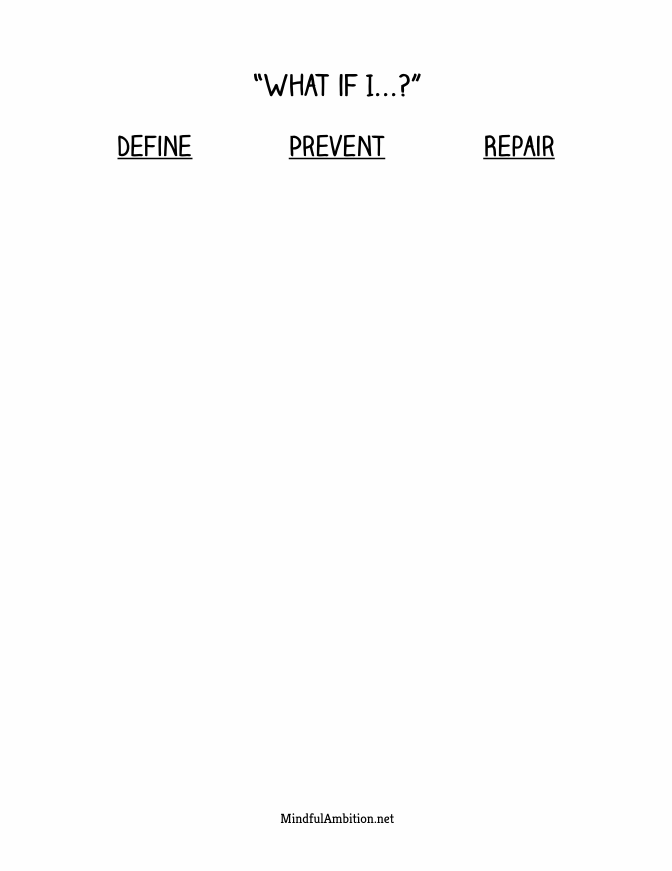 “WHAT IF I...?”
DEFINE PREVENT REPAIR
MindfulAmbition.net